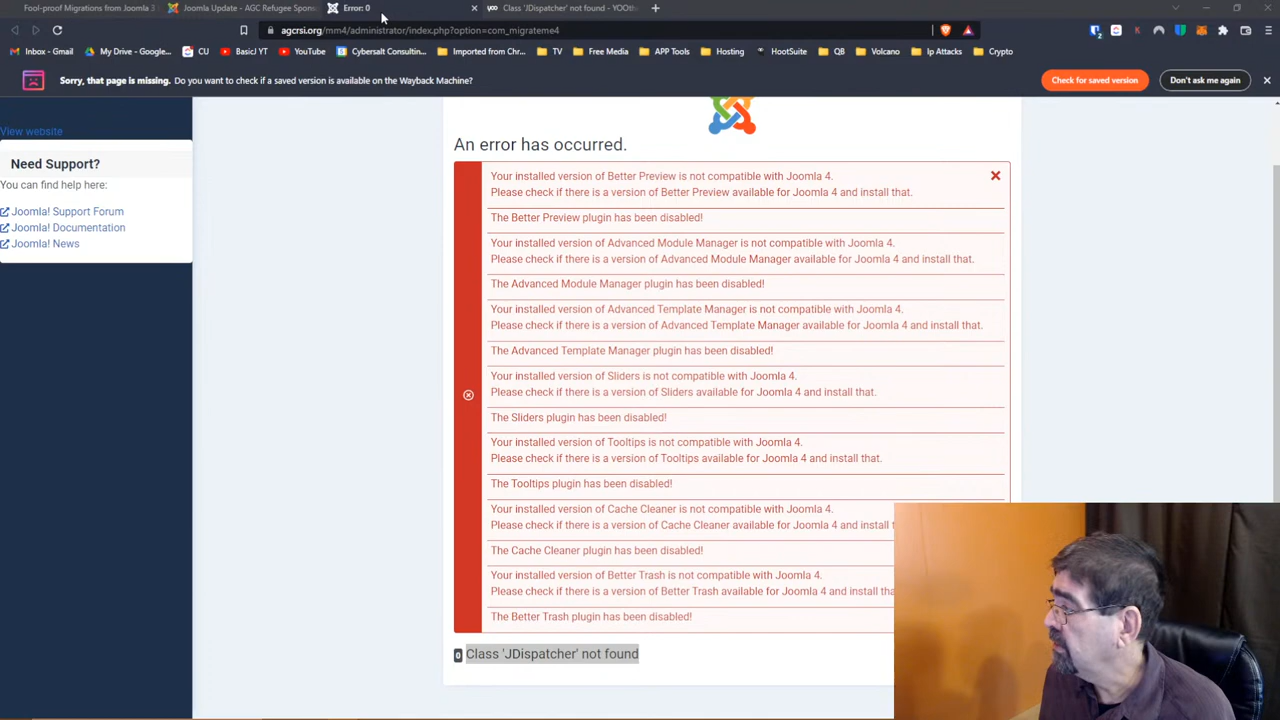 Fool-proof Migrations from Joomla 3
Joomla Update - AGC Refugee Spons
Error: 0
Class 'JDispatcher' not found - YOOth
agcrsi.org/mm4/administrator/index.php?option=com_migrateme4
Inbox - Gmail
My Drive - Google...
CU
Basic! YT
YouTube
Cybersalt Consultin...
Imported from Chr...
TV
Free Media
APP Tools
Hosting
HootSuite
QB
Volcano
Ip Attacks
Crypto
Sorry, that page is missing. Do you want to check if a saved version is available on the Wayback Machine?
Check for saved version
Don't ask me again
View website
Need Support?
You can find help here:
Joomla! Support Forum
Joomla! Documentation
Joomla! News
An error has occurred.
Your installed version of Better Preview is not compatible with Joomla 4.
Please check if there is a version of Better Preview available for Joomla 4 and install that.
The Better Preview plugin has been disabled!
Your installed version of Advanced Module Manager is not compatible with Joomla 4.
Please check if there is a version of Advanced Module Manager available for Joomla 4 and install that.
The Advanced Module Manager plugin has been disabled!
Your installed version of Advanced Template Manager is not compatible with Joomla 4.
Please check if there is a version of Advanced Template Manager available for Joomla 4 and install that.
The Advanced Template Manager plugin has been disabled!
Your installed version of Sliders is not compatible with Joomla 4.
Please check if there is a version of Sliders available for Joomla 4 and install that.
The Sliders plugin has been disabled!
Your installed version of Tooltips is not compatible with Joomla 4.
Please check if there is a version of Tooltips available for Joomla 4 and install that.
The Tooltips plugin has been disabled!
Your installed version of Cache Cleaner is not compatible with Joomla 4.
Please check if there is a version of Cache Cleaner available for Joomla 4 and install t
The Cache Cleaner plugin has been disabled!
Your installed version of Better Trash is not compatible with Joomla 4.
Please check if there is a version of Better Trash available for Joomla 4 and install tha
The Better Trash plugin has been disabled!
0 Class 'JDispatcher' not found